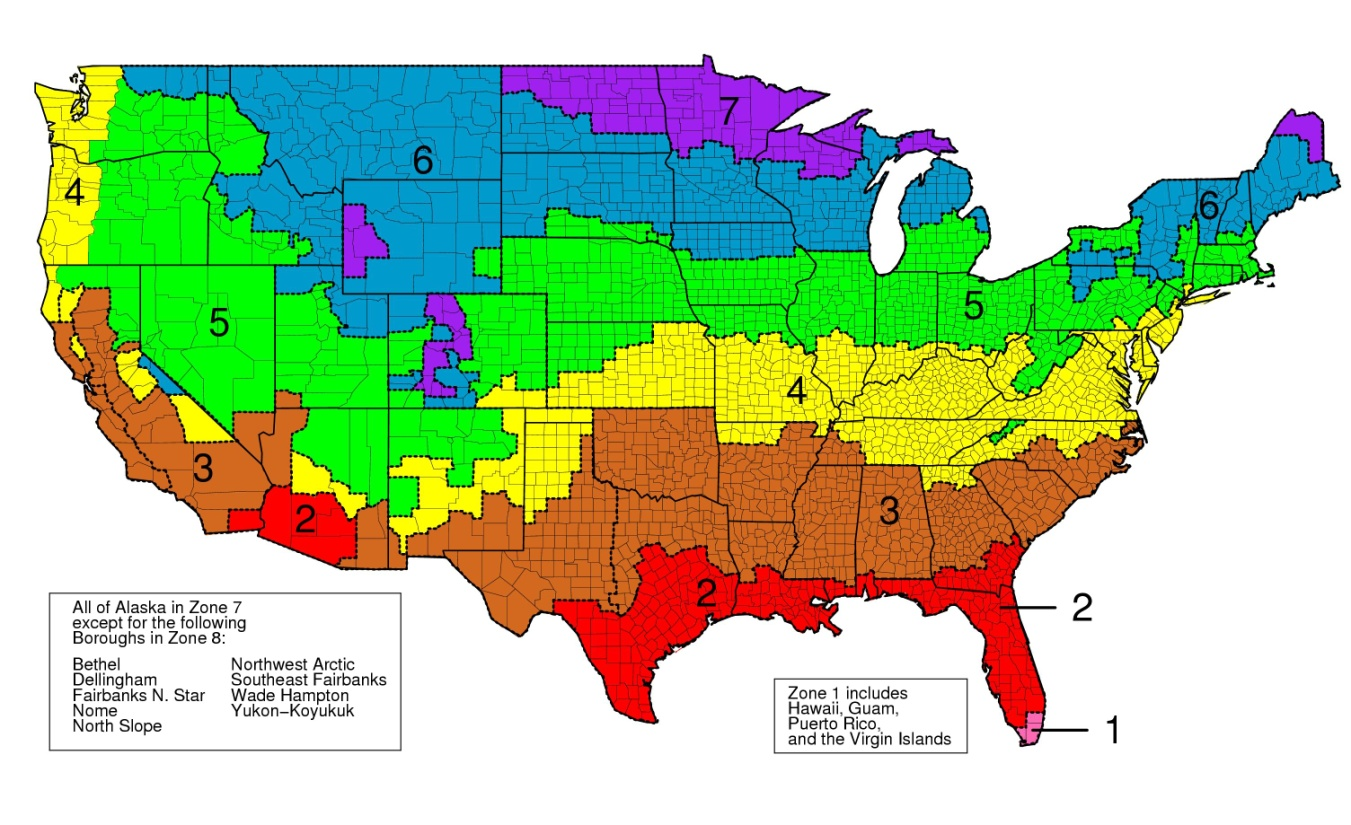 7
6
6
4
5
5
4
3
3
2
2
2
1
All of Alaska in Zone 7
except for the following
Boroughs in Zone 8:
Bethel
Dellingham
Fairbanks N. Star
Nome
North Slope
Northwest Arctic
Southeast Fairbanks
Wade Hampton
Yukon-Koyukuk
Zone 1 includes
Hawaii, Guam,
Puerto Rico,
and the Virgin Islands